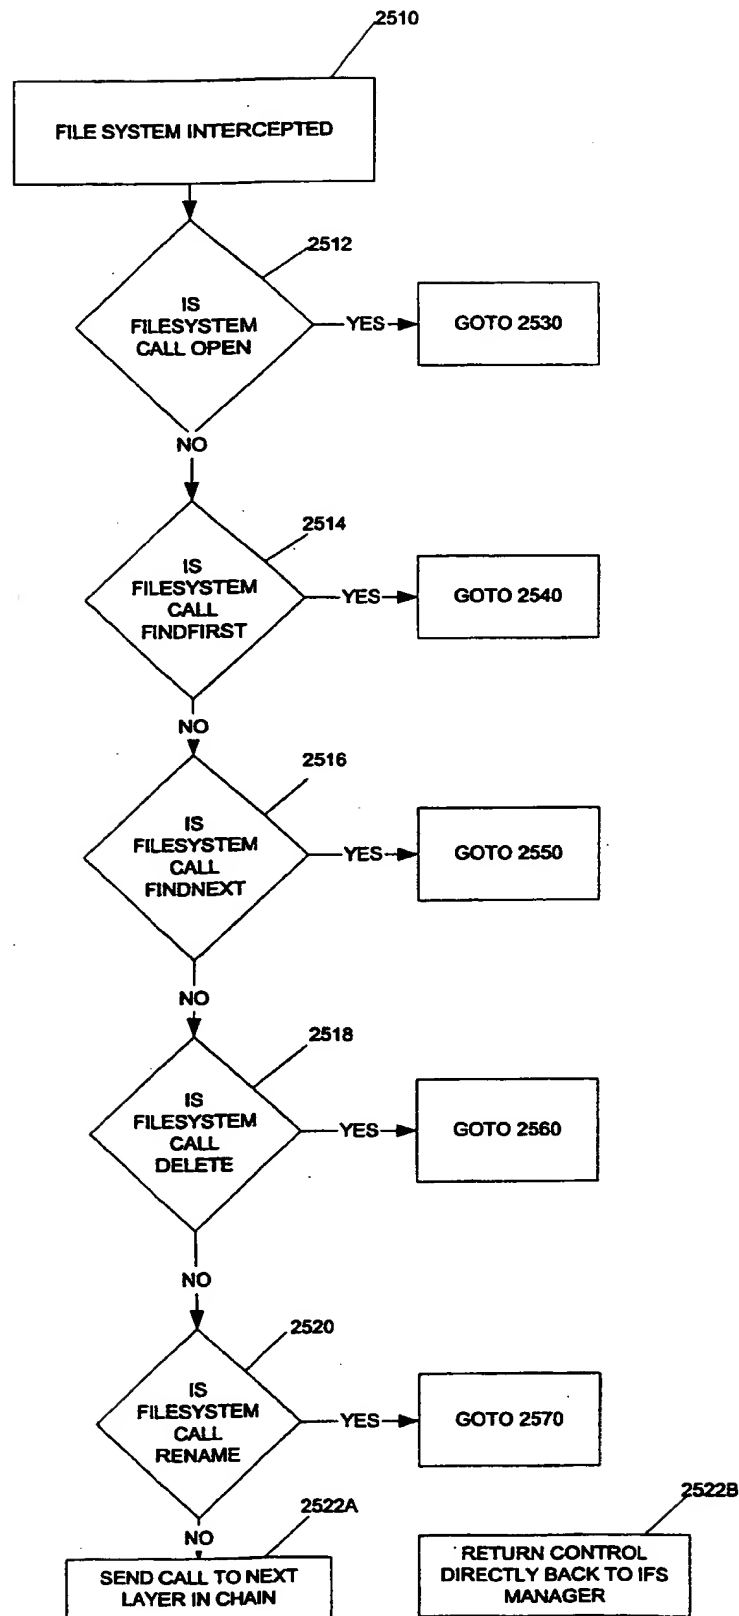 2510
FILE SYSTEM INTERCEPTED
2512
IS
FILESYSTEM
CALL OPEN
YES
GOTO 2530
NO
2514
IS
FILESYSTEM
CALL
FINDFIRST
YES
GOTO 2540
NO
2516
IS
FILESYSTEM
CALL
FINDNEXT
YES
GOTO 2550
NO
2518
IS
FILESYSTEM
CALL
DELETE
YES
GOTO 2560
NO
2520
IS
FILESYSTEM
CALL
RENAME
YES
GOTO 2570
NO
2522A
SEND CALL TO NEXT
LAYER IN CHAIN
2522B
RETURN CONTROL
DIRECTLY BACK TO IFS
MANAGER